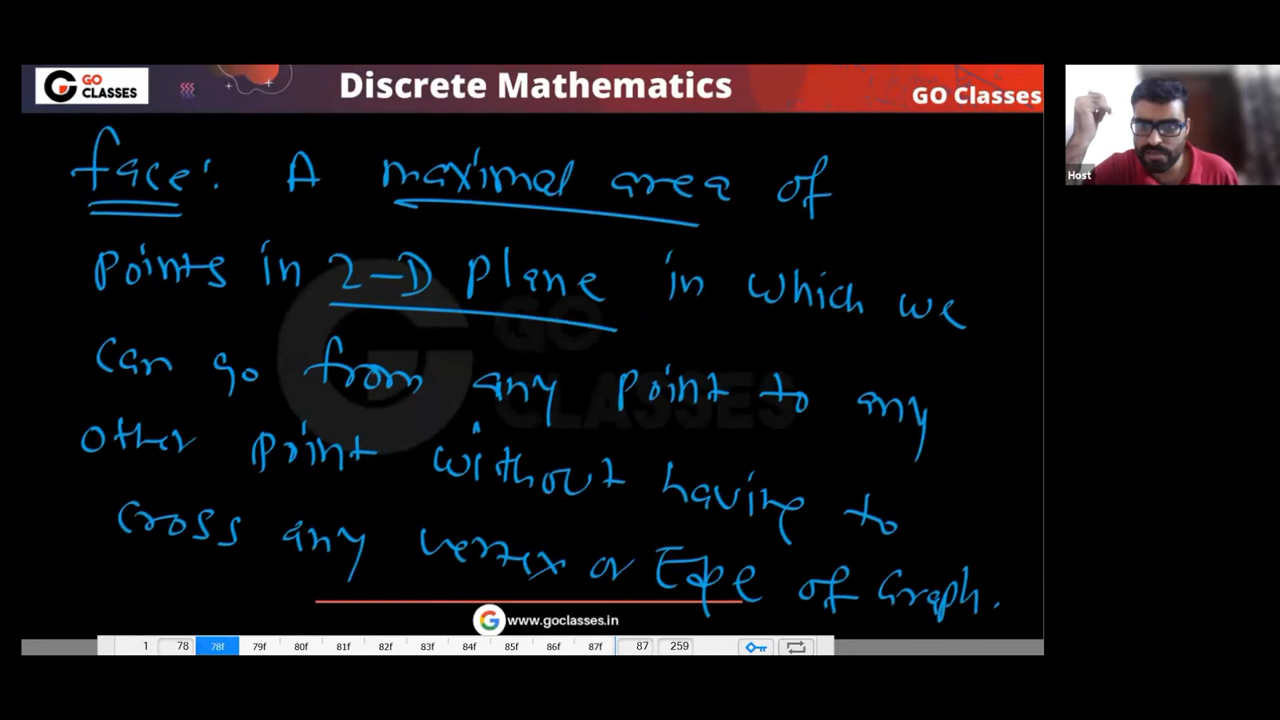 GO
CLASSES
Discrete Mathematics
GO Classes
face: A maximal area of
points in 2-D plane in which we
can go from any point to any
other point without having to
cross any vertex or Edge of Graph.
GO
CLASSES
www.goclasses.in
1 78 78f 79f 80f 81f 82f 83f 84f 85f 86f 87f 87 259
Host